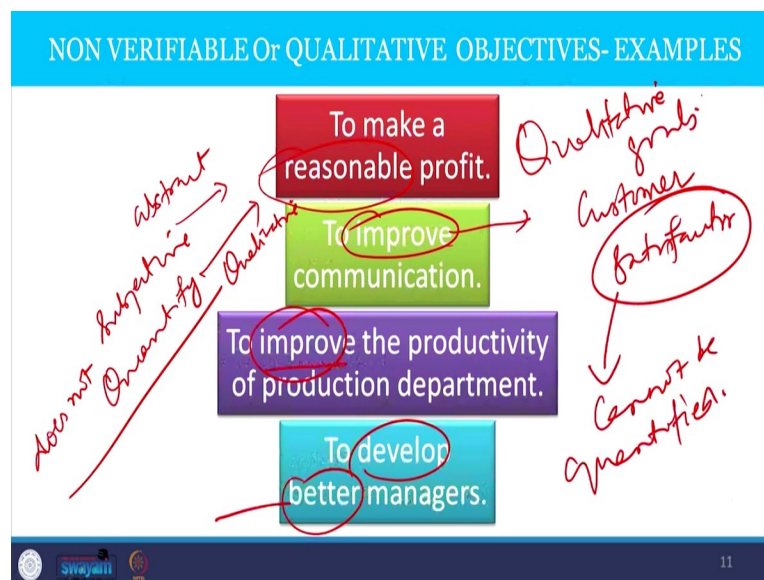 NON VERIFIABLE Or QUALITATIVE OBJECTIVES- EXAMPLES
To make a
reasonable profit.
To improve
communication.
To improve the productivity
of production department.
To develop
better managers.
abstract
Subjective
does not Quantify
Qualitative
Qualitative
goals.
Customer
Satisfaction
Cannot be
quantified.
swayam
11